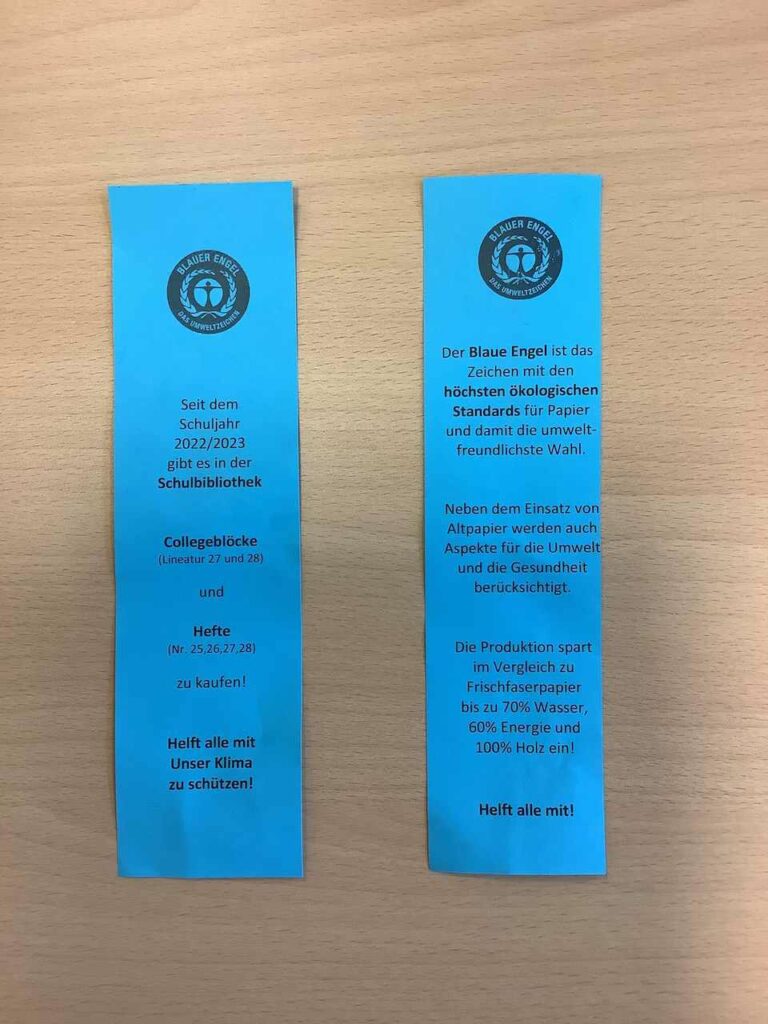 BLAUER ENGEL
DAS UMWELTZEICHEN
Seit dem
Schuljahr
2022/2023
gibt es in der
Schulbibliothek
Collegeblöcke
(Lineatur 27 und 28)
und
Hefte
(Nr. 25,26,27,28)
zu kaufen!
Helft alle mit
Unser Klima
zu schützen!
BLAUER ENGEL
DAS UMWELTZEICHEN
Der Blaue Engel ist das
Zeichen mit den
höchsten ökologischen
Standards für Papier
und damit die umwelt-
freundlichste Wahl.
Neben dem Einsatz von
Altpapier werden auch
Aspekte für die Umwelt
und die Gesundheit
berücksichtigt.
Die Produktion spart
im Vergleich zu
Frischfaserpapier
bis zu 70% Wasser,
60% Energie und
100% Holz ein!
Helft alle mit!